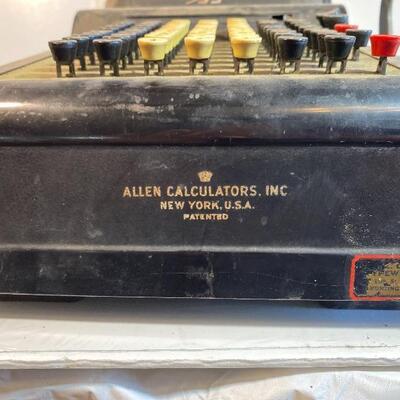 ALLEN CALCULATORS, INC
NEW YORK, U.S.A.
PATENTED